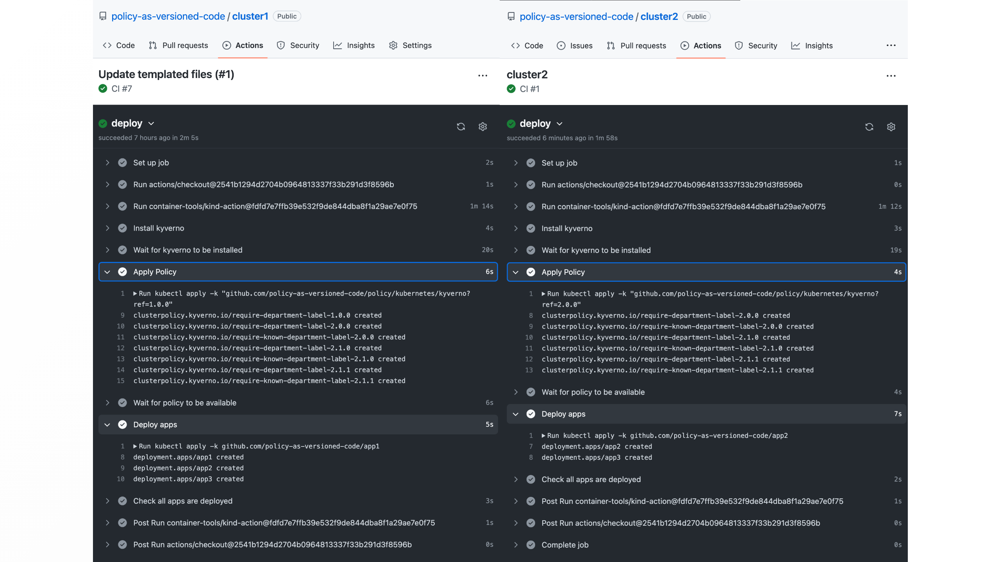 policy-as-versioned-code / cluster1 Public
Code Pull requests Actions Security Insights Settings
Update templated files (#1)
CI #7
deploy
succeeded 7 hours ago in 2m 5s
Set up job 2s
Run actions/checkout@2541b1294d2704b0964813337f33b291d3f8596b 1s
Run container-tools/kind-action@fdfd7e7ffb39e532f9de844dba8f1a29ae7e0f75 1m 14s
Install kyverno 4s
Wait for kyverno to be installed 20s
Apply Policy 6s
1 Run kubectl apply -k "github.com/policy-as-versioned-code/policy/kubernetes/kyverno?
ref=1.0.0"
9 clusterpolicy.kyverno.io/require-department-label-1.0.0 created
10 clusterpolicy.kyverno.io/require-department-label-2.0.0 created
11 clusterpolicy.kyverno.io/require-known-department-label-2.0.0 created
12 clusterpolicy.kyverno.io/require-department-label-2.1.0 created
13 clusterpolicy.kyverno.io/require-known-department-label-2.1.0 created
14 clusterpolicy.kyverno.io/require-department-label-2.1.1 created
15 clusterpolicy.kyverno.io/require-known-department-label-2.1.1 created
Wait for policy to be available 6s
Deploy apps 5s
1 Run kubectl apply -k github.com/policy-as-versioned-code/app1
8 deployment.apps/app1 created
9 deployment.apps/app2 created
10 deployment.apps/app3 created
Check all apps are deployed 3s
Post Run container-tools/kind-action@fdfd7e7ffb39e532f9de844dba8f1a29ae7e0f75 1s
Post Run actions/checkout@2541b1294d2704b0964813337f33b291d3f8596b 0s
policy-as-versioned-code / cluster2 Public
Code Issues Pull requests Actions Security Insights
cluster2
CI #1
deploy
succeeded 6 minutes ago in 1m 58s
Set up job 1s
Run actions/checkout@2541b1294d2704b0964813337f33b291d3f8596b 0s
Run container-tools/kind-action@fdfd7e7ffb39e532f9de844dba8f1a29ae7e0f75 1m 12s
Install kyverno 3s
Wait for kyverno to be installed 19s
Apply Policy 4s
1 Run kubectl apply -k "github.com/policy-as-versioned-code/policy/kubernetes/kyverno?
ref=2.0.0"
8 clusterpolicy.kyverno.io/require-department-label-2.0.0 created
9 clusterpolicy.kyverno.io/require-known-department-label-2.0.0 created
10 clusterpolicy.kyverno.io/require-department-label-2.1.0 created
11 clusterpolicy.kyverno.io/require-known-department-label-2.1.0 created
12 clusterpolicy.kyverno.io/require-department-label-2.1.1 created
13 clusterpolicy.kyverno.io/require-known-department-label-2.1.1 created
Wait for policy to be available 4s
Deploy apps 7s
1 Run kubectl apply -k github.com/policy-as-versioned-code/app2
7 deployment.apps/app2 created
8 deployment.apps/app3 created
Check all apps are deployed 2s
Post Run container-tools/kind-action@fdfd7e7ffb39e532f9de844dba8f1a29ae7e0f75 1s
Post Run actions/checkout@2541b1294d2704b0964813337f33b291d3f8596b 0s
Complete job 0s